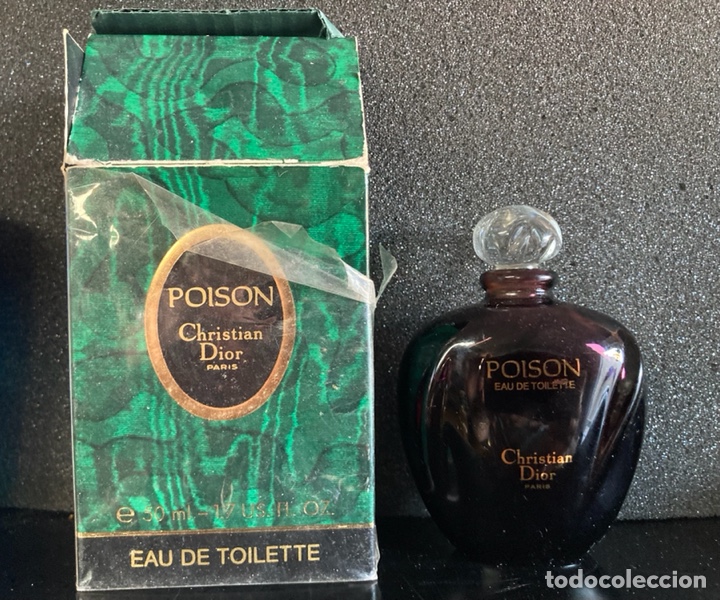 POISON
Christian
Dior
PARIS
e 50 ml - 1.7 US. FL. OZ.
EAU DE TOILETTE
POISON
EAU DE TOILETTE
Christian
Dior
PARIS
todocoleccion